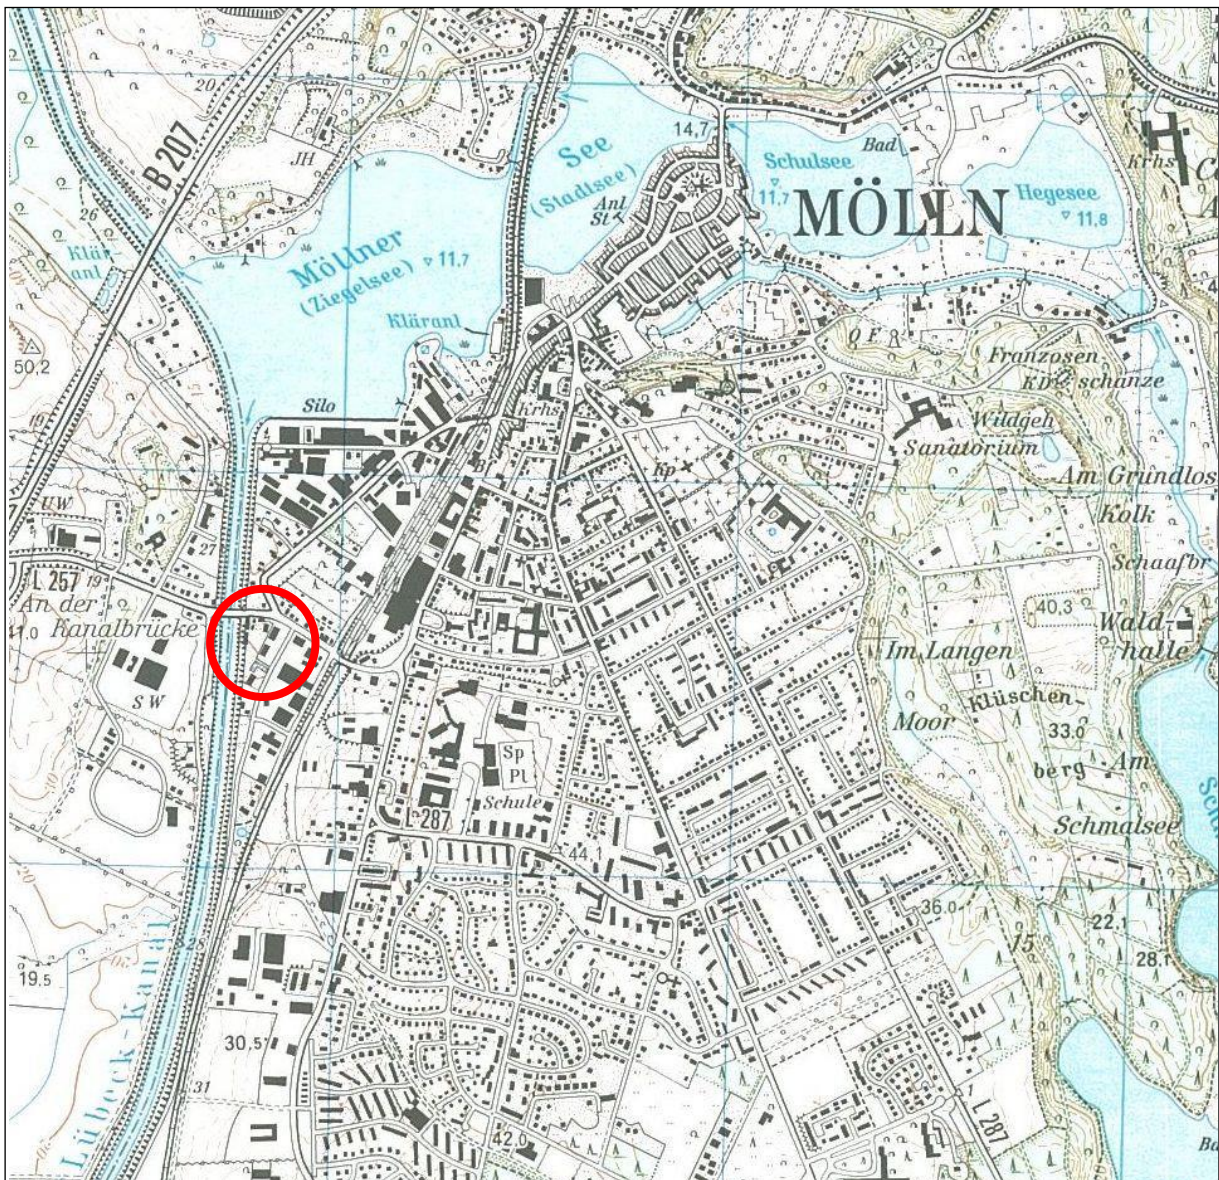 20
B 207
JH
See
(Stadtsee)
14,7
Schulsee
11,7
Bad
Krhs
MÖLLN
Hegesee
11,8
Anl
St
26
Klär-
anl
Möllner
(Ziegelsee)
11,7
Kläranl
50,2
Silo
Krhs
Franzosen
KD
schanze
Wildgeh
Sanatorium
Am Grundlos
Kolk
Kp
Bf
UW
27
Schaafbr
L 257
19
An der
Kanalbrücke
40,3
Wald-
halle
SW
Im Langen
Moor
30
Klüschen-
33,0
berg
Am
Schmalsee
Sp
Pl
Schule
L 287
44
36,0
22,1
28,1
15
19,5
Lübeck-Kanal
30,5
31
42,0
L 287